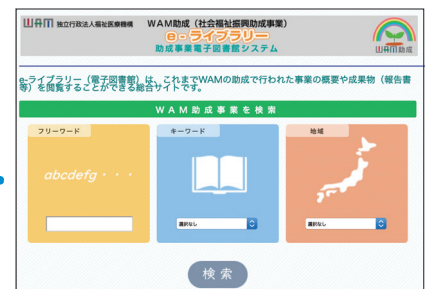 WAM 独立行政法人福祉医療機構
WAM助成（社会福祉振興助成事業）
e-ライブラリー
助成事業電子図書館システム
WAM助成
e-ライブラリー（電子図書館）は、これまでWAMの助成で行われた事業の概要や成果物（報告書
等）を閲覧することができる総合サイトです。
WAM助成事業を検索
フリーワード
キーワード
地域
abcdefg・・・
選択なし
選択なし
検索